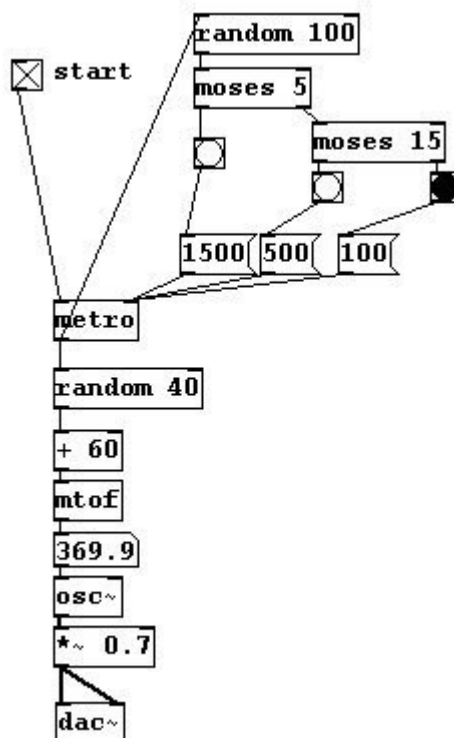 random 100
start
moses 5
moses 15
1500
500
100
metro
random 40
+ 60
mtof
369.9
osc~
*~ 0.7
dac~